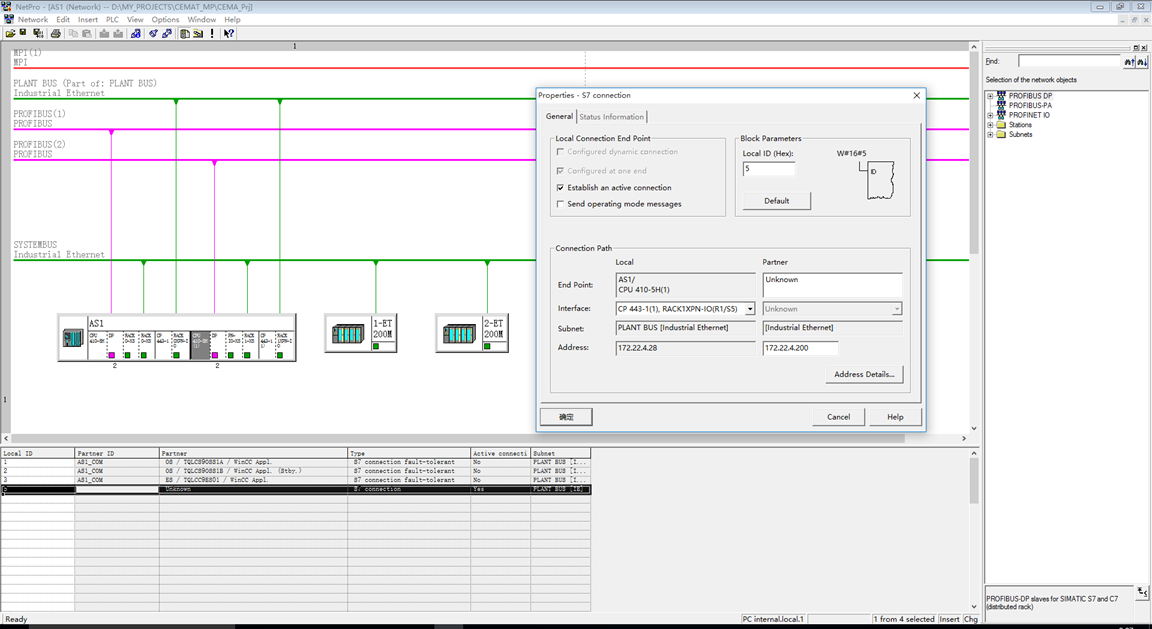 NetPro - [AS1 (Network) -- D:\MY_PROJECTS\CEMAT_MP\CEMA_Prj]
Network Edit Insert PLC View Options Window Help
1
MPI(1)
MPI
PLANT BUS (Part of: PLANT BUS)
Industrial Ethernet
PROFIBUS(1)
PROFIBUS
PROFIBUS(2)
PROFIBUS
SYSTEMBUS
Industrial Ethernet
AS1
2
2
1-ET
200M
2-ET
200M
1
Properties - S7 connection
General Status Information
Local Connection End Point
Configured dynamic connection
Configured at one end
Establish an active connection
Send operating mode messages
Block Parameters
Local ID (Hex):
W#16#5
5
ID
Default
Connection Path
Local Partner
End Point:
AS1/
CPU 410-5H(1)
Unknown
Interface: CP 443-1(1), RACK1XPN-IO(R1/S5) Unknown
Subnet: PLANT BUS [Industrial Ethernet] [Industrial Ethernet]
Address: 172.22.4.28 172.22.4.200
Address Details...
确定 Cancel Help
Find:
Selection of the network objects
PROFIBUS DP
PROFIBUS-PA
PROFINET IO
Stations
Subnets
PROFIBUS-DP slaves for SIMATIC S7 and C7
(distributed rack)
Local ID Partner ID Partner Type Active connecti Subnet
1 AS1_COM OS / WinCC Appl. S7 connection fault-tolerant No PLANT BUS [I...
2 AS1_COM OS / WinCC Appl. (Stby.) S7 connection fault-tolerant No PLANT BUS [I...
3 AS1_COM ES / WinCC Appl. S7 connection fault-tolerant No PLANT BUS [I...
5 Unknown S7 connection Yes PLANT BUS [IE]
Ready
PC internal.local.1
1 from 4 selected Insert Chg